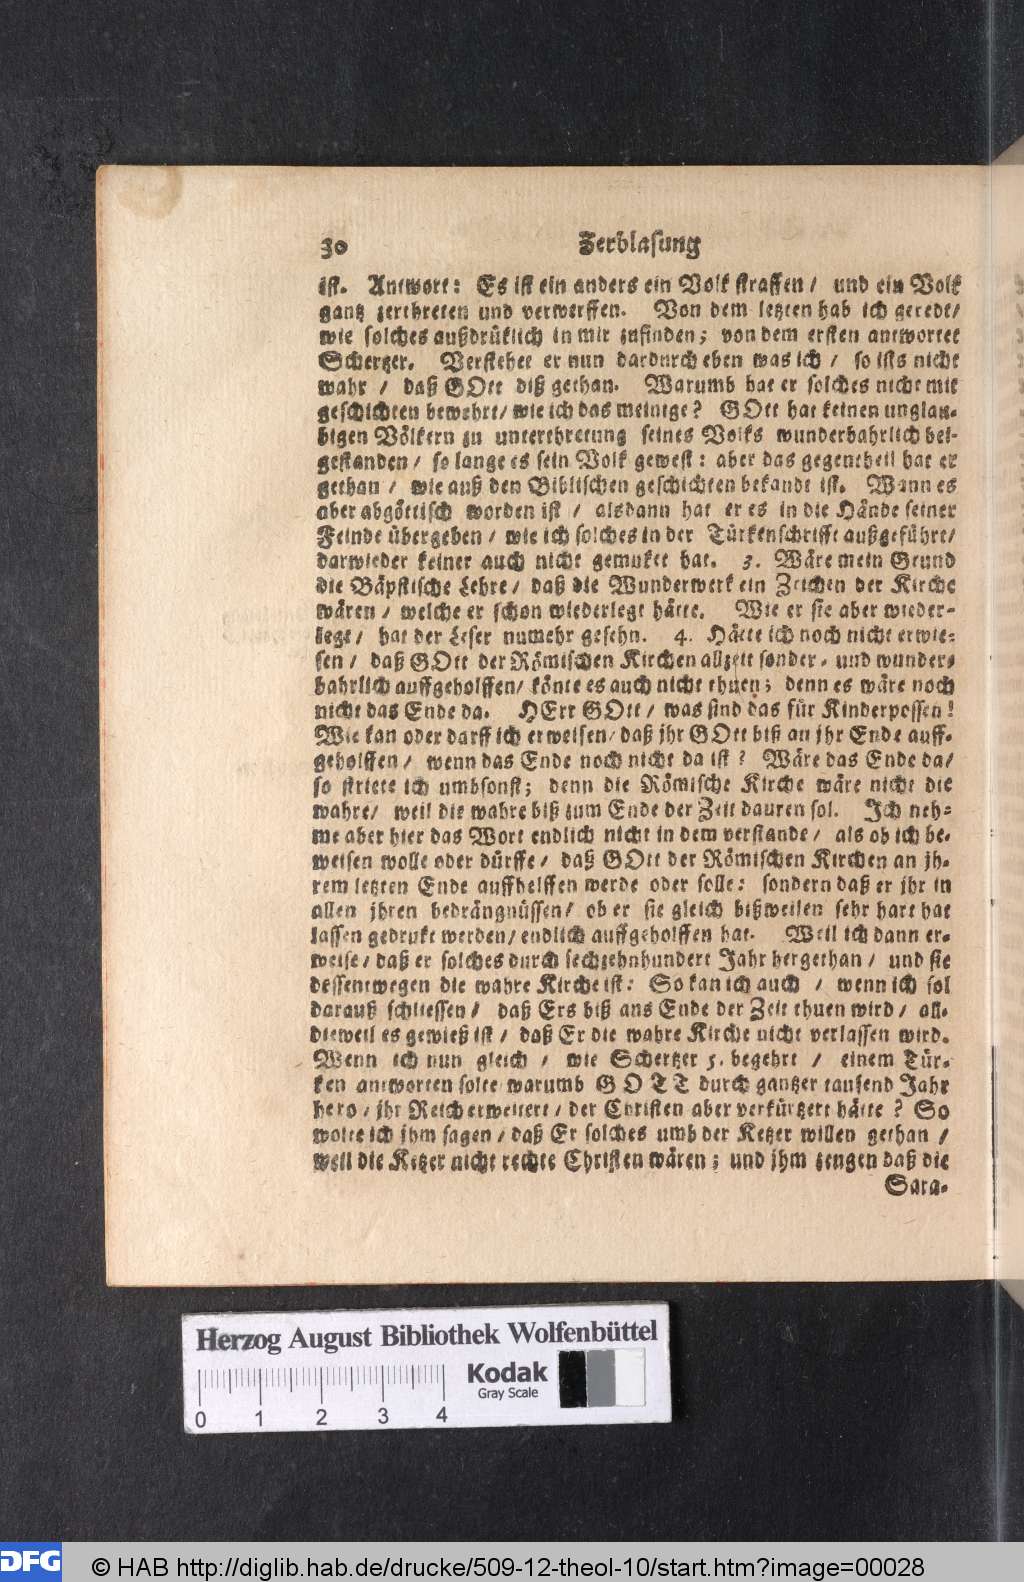 30 Zerblasung
ist. Antwort: Es ist ein anders ein Volk straffen / und ein Volk
gantz zerthreten und verwerffen. Von dem letzten hab ich geredt/
wie solches außdrüklich in mir zufinden; von dem ersten antwortet
Schertzer. Verstehet er nun dardurch eben was ich / so ists nicht
wahr / daß GOtt diß gethan. Warumb hat er solches nicht mit
geschichten bewehrt/ wie ich das meinige? GOtt hat keinen unglau-
bigen Völkern zu unterthretung seines Volks wunderbahrlich bei-
gestanden / so lange es sein Volk gewest: aber das gegentheil hat er
gethan / wie auß den Biblischen geschichten bekandt ist. Wann es
aber abgöttisch worden ist / alsdann hat er es in die Hände seiner
Feinde übergeben / wie ich solches in der Türkenschrifft außgeführt/
darwieder keiner auch nicht gemuket hat. 3. Wäre mein Grund
die Bäpstische Lehre / daß die Wunderwerk ein Zeichen der Kirche
wären / welche er schon wiederlegt hätte. Wie er sie aber wieder-
legt / hat der Leser numehr gesehn. 4. Hätte ich noch nicht erwie-
sen / daß GOtt der Römischen Kirchen allzeit sonder- und wunder-
bahrlich auffgeholffen/ könte es auch nicht thuen; denn es wäre noch
nicht das Ende da. HErr GOtt / was sind das für Kinderpossen!
Wie kan oder darff ich erweisen/ daß jhr GOtt biß an jhr Ende auff-
geholffen / wenn das Ende noch nicht da ist? Wäre das Ende da/
so striete ich umbsonst; denn die Römische Kirche wäre nicht die
wahre/ weil die wahre biß zum Ende der Zeit dauren sol. Ich neh-
me aber hier das Wort endlich nicht in dem verstande / als ob ich be-
weisen wolle oder dürffe / daß GOtt der Römischen Kirchen an jh-
rem letzten Ende auffhelffen werde oder solle: sondern daß er jhr in
allen jhren bedrängnüssen/ ob er sie gleich bißweilen sehr hart hat
lassen gedrukt werden/ endlich auffgeholffen hat. Weil ich dann er-
weise / daß er solches durch sechzehnhundert Jahr hergethan / und sie
dessentwegen die wahre Kirche ist: So kan ich auch / wenn ich sol
darauß schliessen / daß Ers biß ans Ende der Zeit thuen wird / all-
dieweil es gewieß ist / daß Er die wahre Kirche nicht verlassen wird.
Wenn ich nun gleich / wie Schertzer 5. begehrt / einem Tür-
ken antworten solte warumb GOTT durch gantzer tausend Jahr
hero / jhr Reich erweitert / der Christen aber verkürtzert hätte? So
wolte ich jhm sagen / daß Er solches umb der Ketzer willen gethan /
weil die Ketzer nicht rechte Christen wären; und jhm zeugen daß die
Sara-
Herzog August Bibliothek Wolfenbüttel
Kodak
Gray Scale
0 1 2 3 4
DFG © HAB http://diglib.hab.de/drucke/509-12-theol-10/start.htm?image=00028